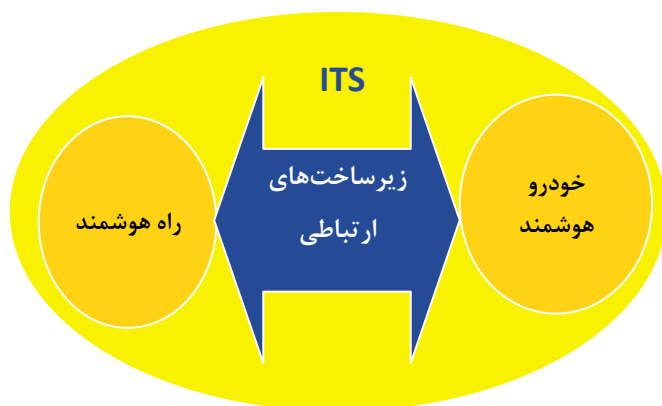 ITS
خودرو
هوشمند
زیرساخت‌های
ارتباطی
راه هوشمند